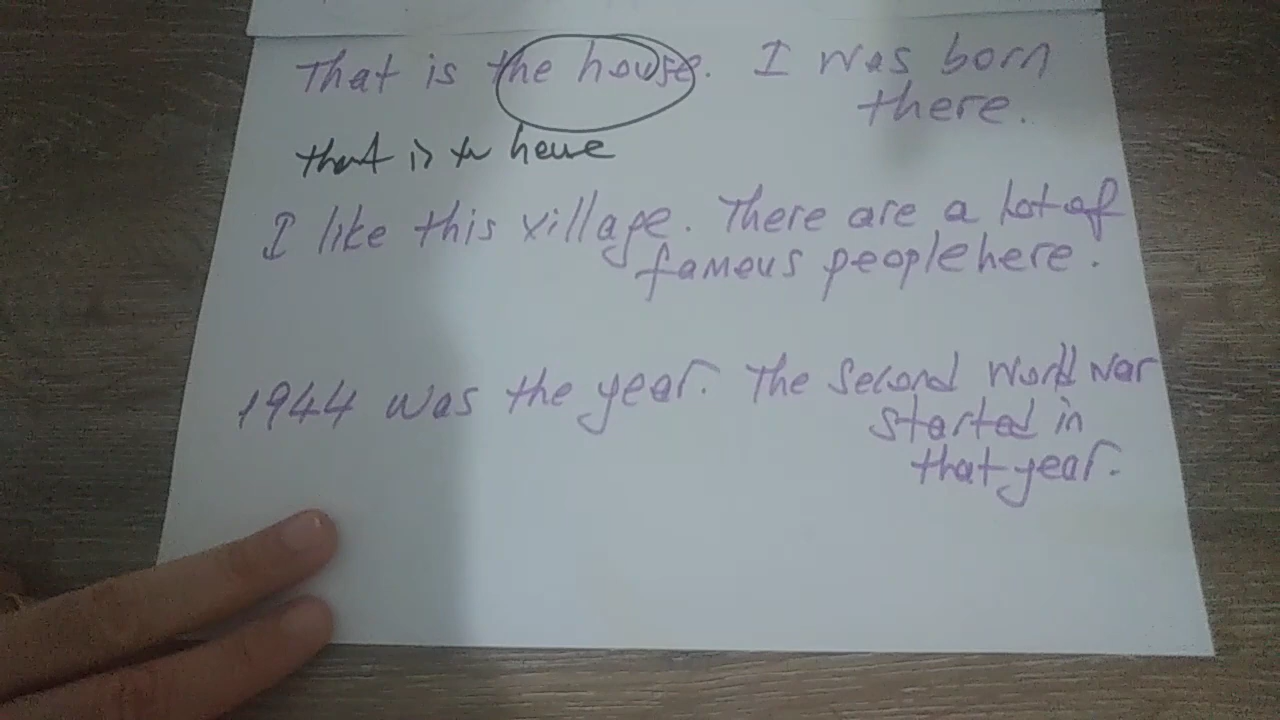 That is the house. I was born
there.
that is the house
I like this village. There are a lot of
famous people here.
1944 was the year. The Second World War
started in
that year.